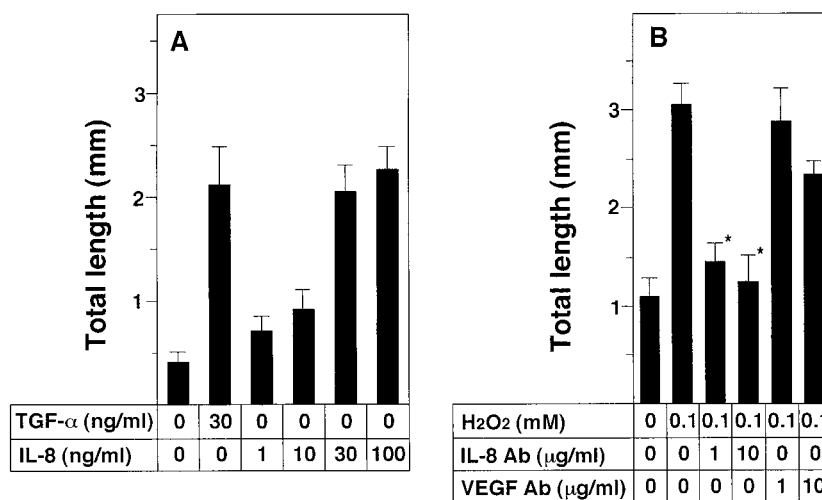 A
Total length (mm)
3
2
1
TGF-α (ng/ml) 0 30 0 0 0 0
IL-8 (ng/ml) 0 0 1 10 30 100
B
Total length (mm)
3
2
1
* *
H2O2 (mM) 0 0.1 0.1 0.1 0.1 0.1
IL-8 Ab (μg/ml) 0 0 1 10 0 0
VEGF Ab (μg/ml) 0 0 0 0 1 10